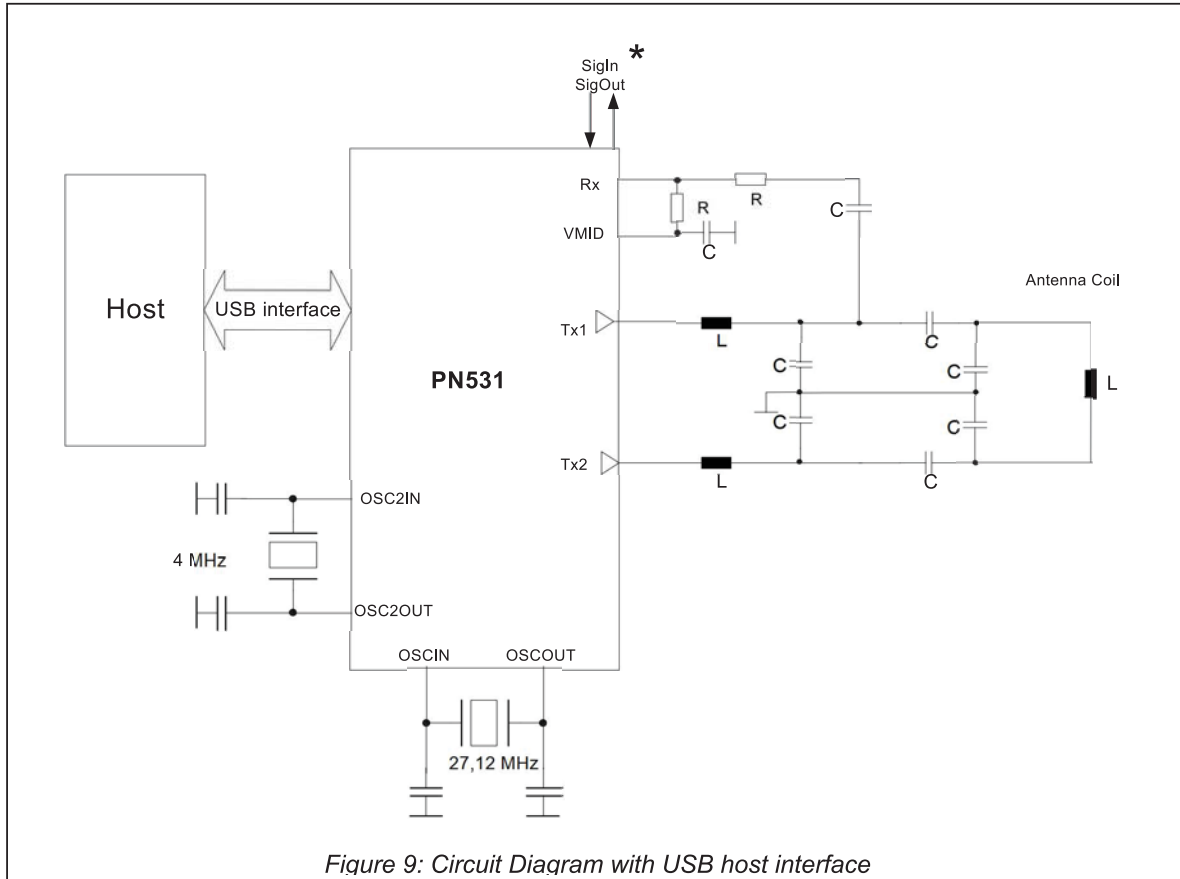 *
SigIn
SigOut
Rx
R
R
C
VMID
C
Antenna Coil
Host
USB interface
Tx1
L
C
C
C
L
PN531
C
C
Tx2
L
C
OSC2IN
4 MHz
OSC2OUT
OSCIN
OSCOUT
27,12 MHz
Figure 9: Circuit Diagram with USB host interface